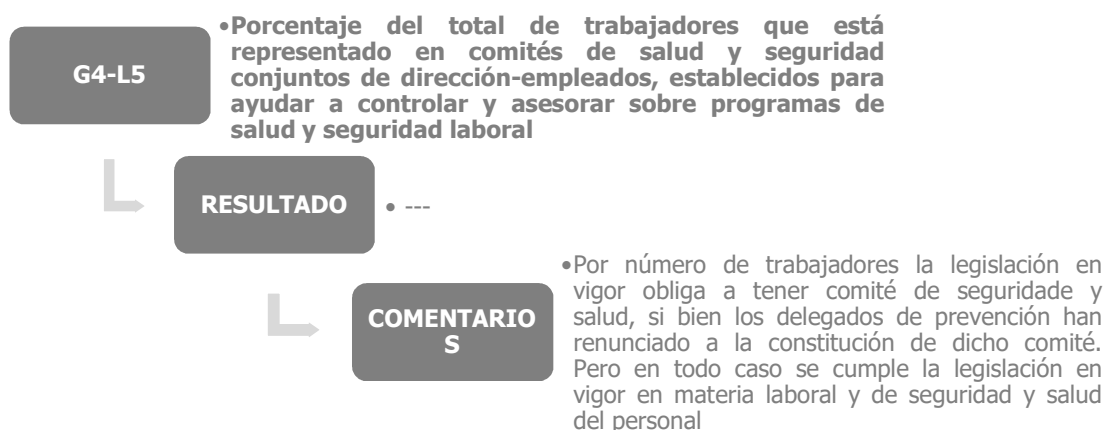 G4-L5
•Porcentaje del total de trabajadores que está
representado en comités de salud y seguridad
conjuntos de dirección-empleados, establecidos para
ayudar a controlar y asesorar sobre programas de
salud y seguridad laboral
RESULTADO
• ---
COMENTARIO
S
•Por número de trabajadores la legislación en
vigor obliga a tener comité de seguridade y
salud, si bien los delegados de prevención han
renunciado a la constitución de dicho comité.
Pero en todo caso se cumple la legislación en
vigor en materia laboral y de seguridad y salud
del personal